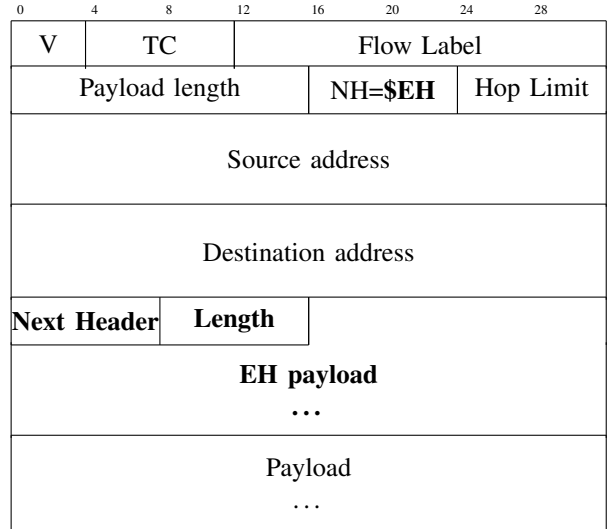 0 4 8 12 16 20 24 28
V TC Flow Label
Payload length NH=$EH Hop Limit
Source address
Destination address
Next Header Length
EH payload
...
Payload
...